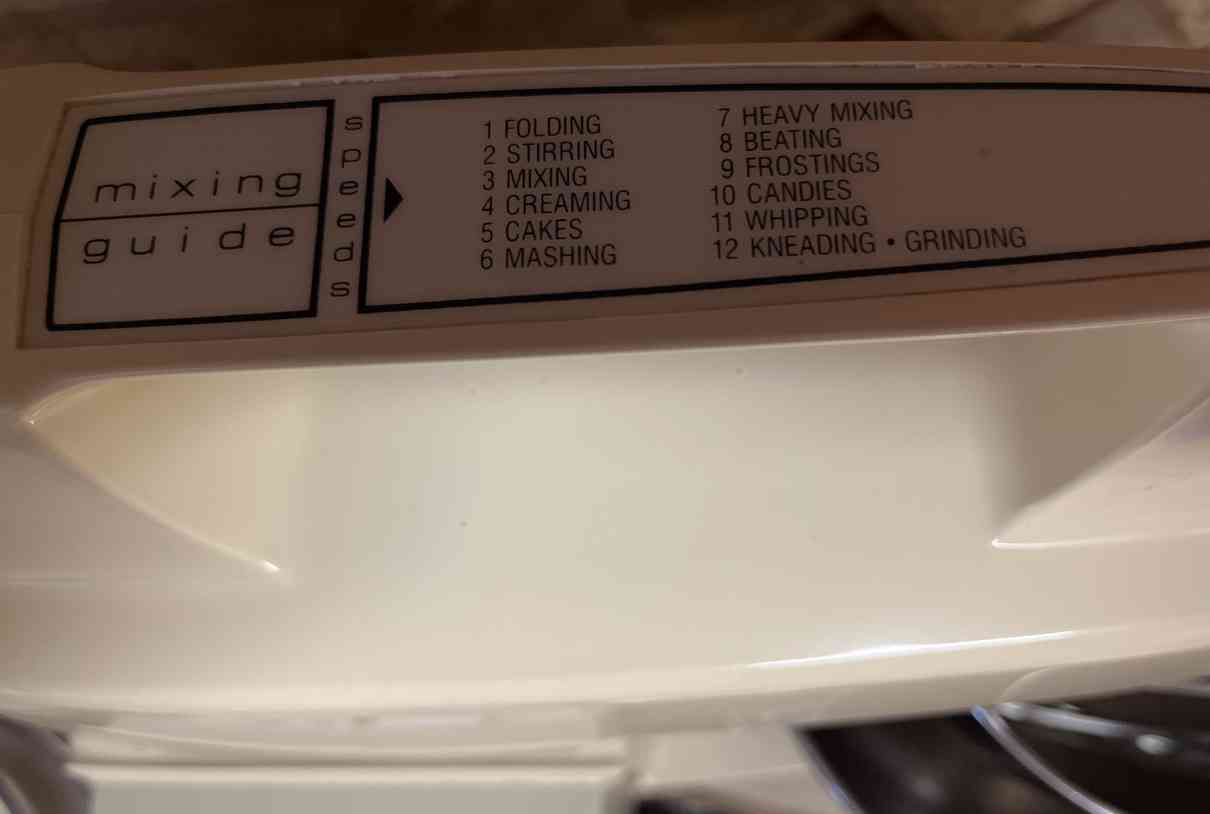 mixing
guide
speeds
1 FOLDING
2 STIRRING
3 MIXING
4 CREAMING
5 CAKES
6 MASHING
7 HEAVY MIXING
8 BEATING
9 FROSTINGS
10 CANDIES
11 WHIPPING
12 KNEADING • GRINDING